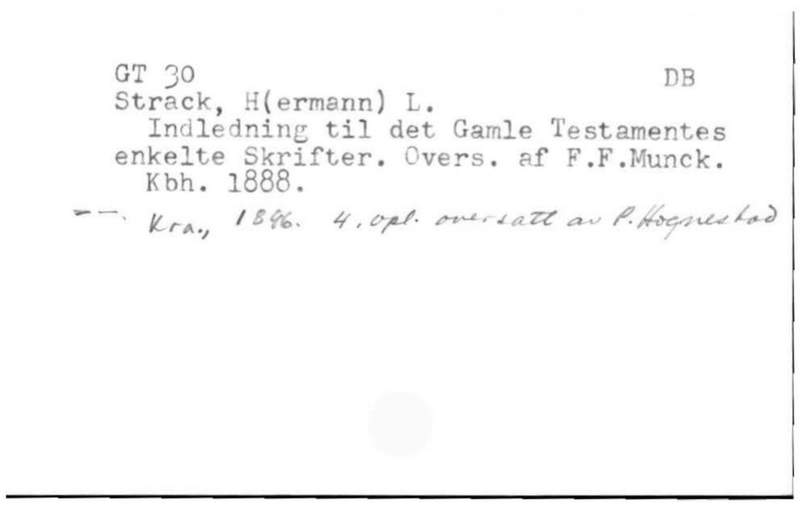 GT 30 DB
Strack, H(ermann) L.
Indledning til det Gamle Testamentes
enkelte Skrifter. Overs. af F.F.Munck.
Kbh. 1888.
—— Kra., 1896. 4. opl. oversatt av P. Hognestad